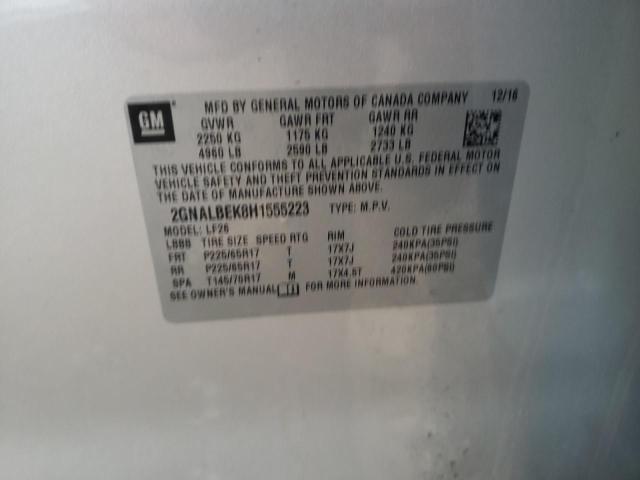 GM
MFD BY GENERAL MOTORS OF CANADA COMPANY 12/16
GVWR GAWR FRT GAWR RR
2250 KG 1175 KG 1240 KG
4960 LB 2590 LB 2733 LB
THIS VEHICLE CONFORMS TO ALL APPLICABLE U.S. FEDERAL MOTOR
VEHICLE SAFETY AND THEFT PREVENTION STANDARDS IN EFFECT ON
THE DATE OF MANUFACTURE SHOWN ABOVE.
2GNALBEK8H1555223 TYPE: M.P.V.
MODEL: LF26
LBBB TIRE SIZE SPEED RTG RIM COLD TIRE PRESSURE
FRT P225/65R17 T 17X7J 240KPA(35PSI)
RR P225/65R17 T 17X7J 240KPA(35PSI)
SPA T145/70R17 M 17X4.5T 420KPA(60PSI)
SEE OWNER'S MANUAL FOR MORE INFORMATION.